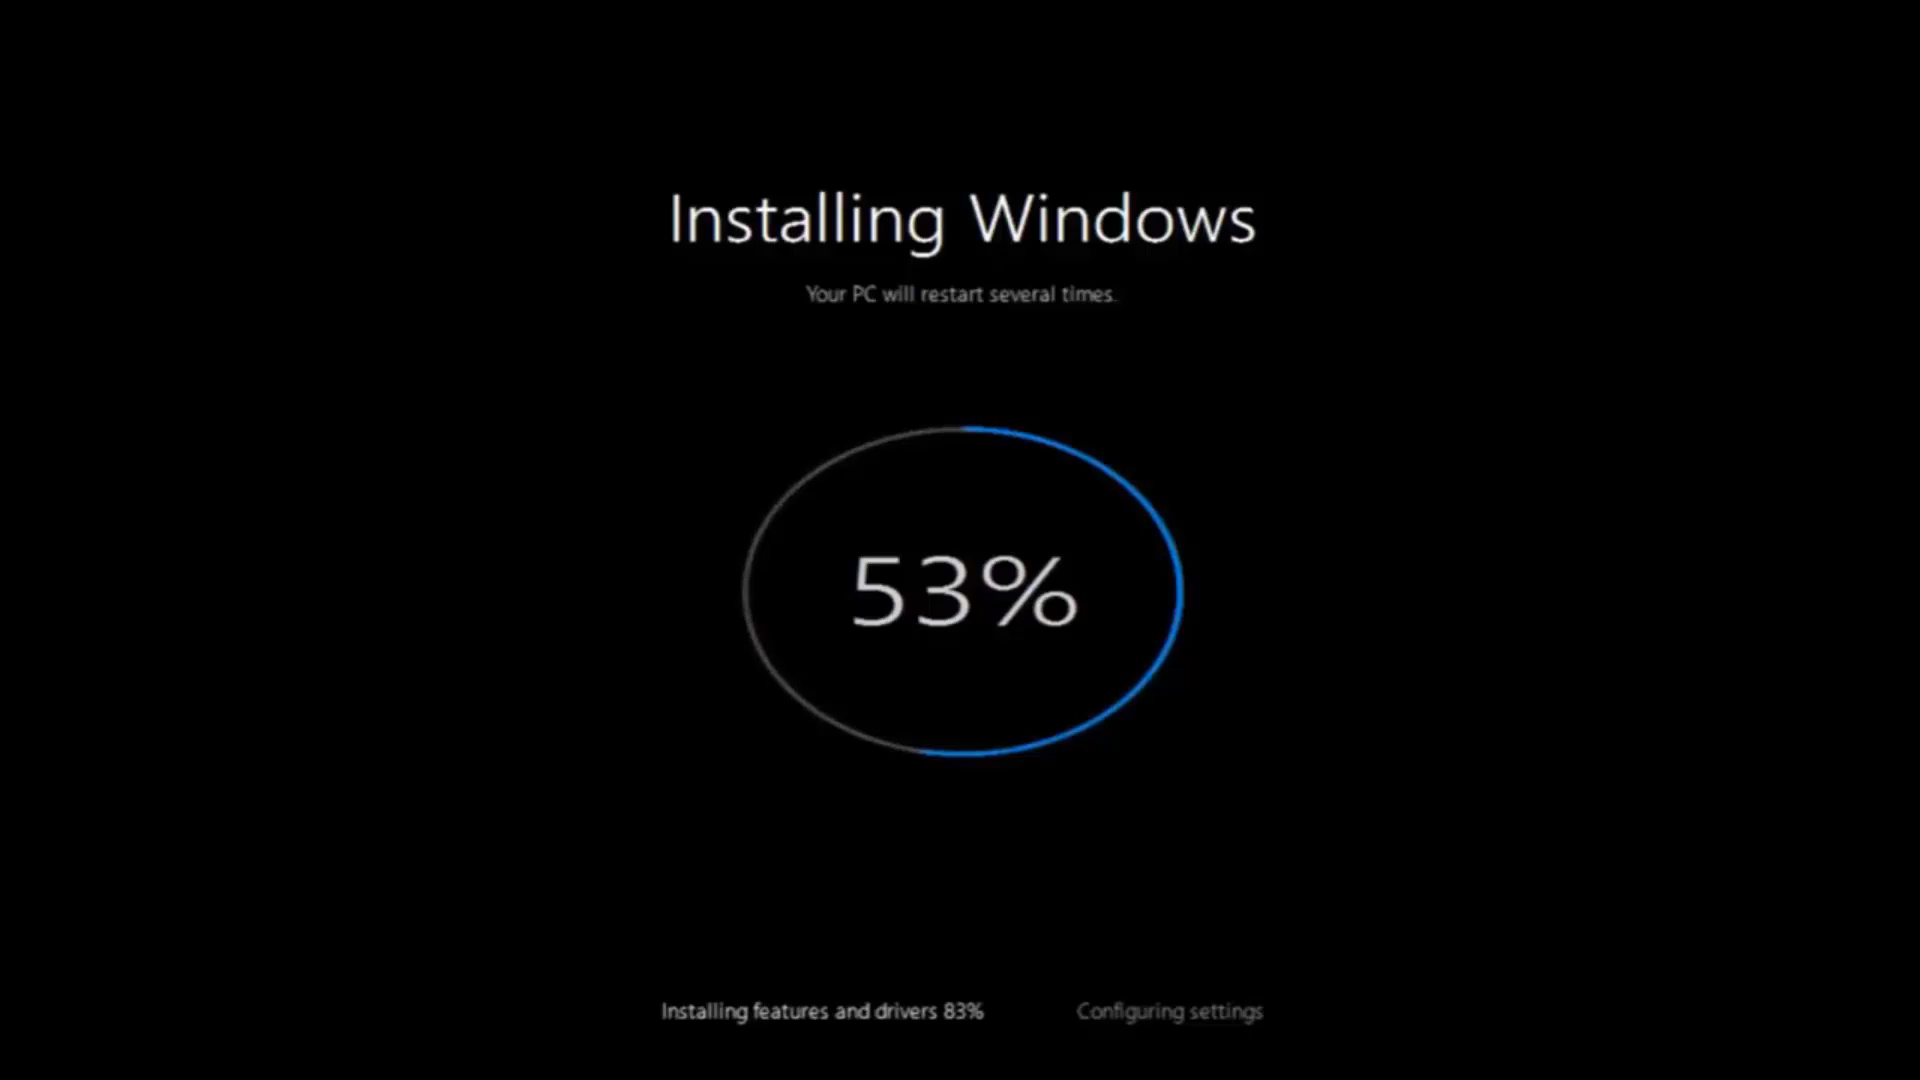 Installing Windows
Your PC will restart several times.
53%
Installing features and drivers 83%
Configuring settings